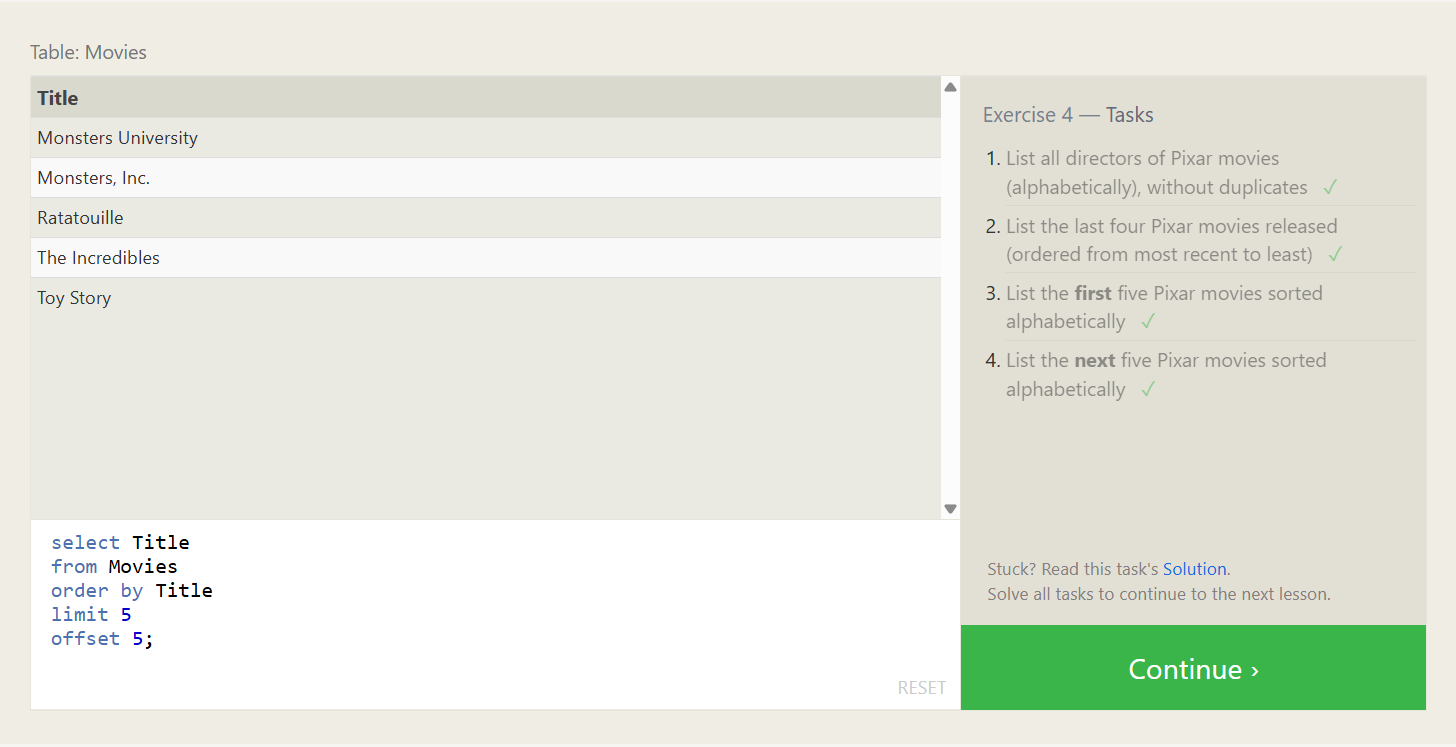 Table: Movies
Title
Monsters University
Monsters, Inc.
Ratatouille
The Incredibles
Toy Story
select Title
from Movies
order by Title
limit 5
offset 5;
RESET
Exercise 4 — Tasks
1. List all directors of Pixar movies
(alphabetically), without duplicates ✓
2. List the last four Pixar movies released
(ordered from most recent to least) ✓
3. List the first five Pixar movies sorted
alphabetically ✓
4. List the next five Pixar movies sorted
alphabetically ✓
Stuck? Read this task's Solution.
Solve all tasks to continue to the next lesson.
Continue ›